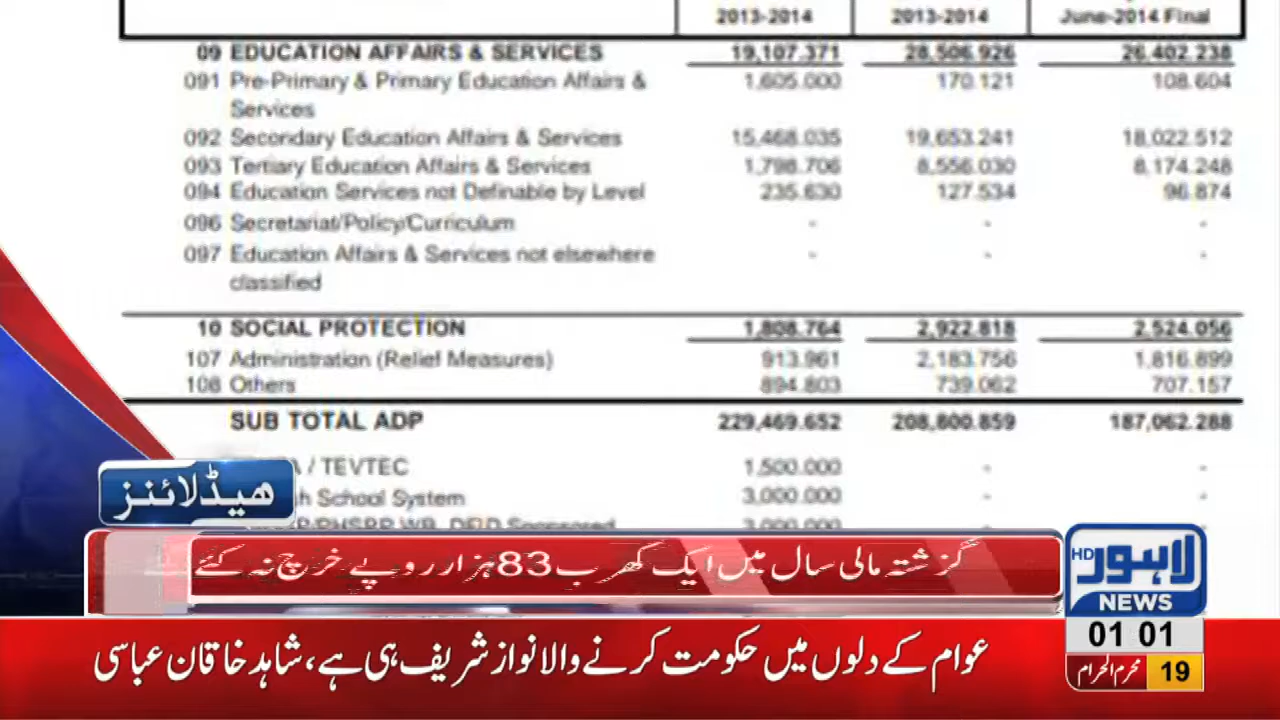 2013-2014 2013-2014 June-2014 Final
09 EDUCATION AFFAIRS & SERVICES 19,107.371 28,506.926 26,402.238
091 Pre-Primary & Primary Education Affairs & Services 1,605.000 170.121 108.604
092 Secondary Education Affairs & Services 15,468.035 19,653.241 18,022.512
093 Tertiary Education Affairs & Services 1,798.706 8,556.030 8,174.248
094 Education Services not Definable by Level 235.630 127.534 96.874
096 Secretariat/Policy/Curriculum - - -
097 Education Affairs & Services not elsewhere classified - - -
10 SOCIAL PROTECTION 1,808.764 2,922.818 2,524.056
107 Administration (Relief Measures) 913.961 2,183.756 1,816.899
108 Others 894.803 739.062 707.157
SUB TOTAL ADP 229,469.652 208,800.859 187,062.288
/ TEVTEC 1,500.000 - -
School System 3,000.000 - -
ہیڈلائنز
گزشتہ مالی سال میں ایک کھرب 83ہزار روپے خرچ نہ کئے
لاہور HD
NEWS
عوام کے دلوں میں حکومت کرنے والا نواز شریف ہی ہے، شاہد خاقان عباسی
01 01
محرم الحرام 19